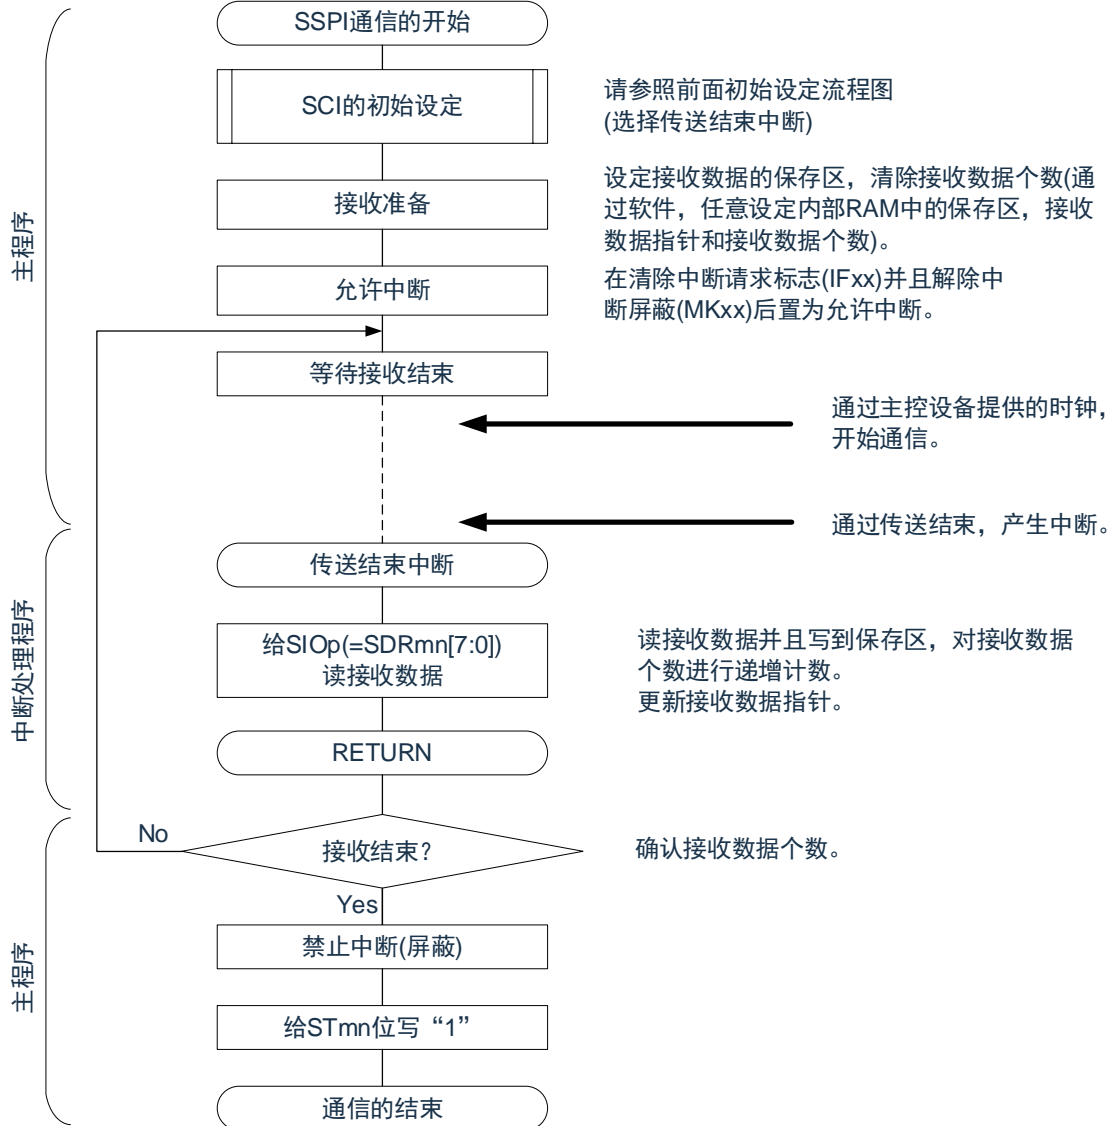 SSPI通信的开始
SCI的初始设定
请参照前面初始设定流程图
(选择传送结束中断)
接收准备
设定接收数据的保存区，清除接收数据个数(通
过软件，任意设定内部RAM中的保存区，接收
数据指针和接收数据个数)。
主程序
允许中断
在清除中断请求标志(IFxx)并且解除中
断屏蔽(MKxx)后置为允许中断。
等待接收结束
通过主控设备提供的时钟，
开始通信。
通过传送结束，产生中断。
传送结束中断
中断处理程序
给SIOp(=SDRmn[7:0])
读接收数据
读接收数据并且写到保存区，对接收数据
个数进行递增计数。
更新接收数据指针。
RETURN
No
接收结束？
确认接收数据个数。
Yes
禁止中断(屏蔽)
主程序
给STmn位写“1”
通信的结束